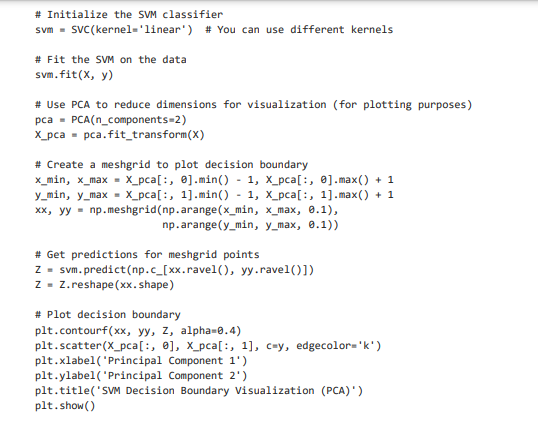 # Initialize the SVM classifier
svm = SVC(kernel='linear')  # You can use different kernels
# Fit the SVM on the data
svm.fit(X, y)
# Use PCA to reduce dimensions for visualization (for plotting purposes)
pca = PCA(n_components=2)
X_pca = pca.fit_transform(X)
# Create a meshgrid to plot decision boundary
x_min, x_max = X_pca[:, 0].min() - 1, X_pca[:, 0].max() + 1
y_min, y_max = X_pca[:, 1].min() - 1, X_pca[:, 1].max() + 1
xx, yy = np.meshgrid(np.arange(x_min, x_max, 0.1),
                     np.arange(y_min, y_max, 0.1))
# Get predictions for meshgrid points
Z = svm.predict(np.c_[xx.ravel(), yy.ravel()])
Z = Z.reshape(xx.shape)
# Plot decision boundary
plt.contourf(xx, yy, Z, alpha=0.4)
plt.scatter(X_pca[:, 0], X_pca[:, 1], c=y, edgecolor='k')
plt.xlabel('Principal Component 1')
plt.ylabel('Principal Component 2')
plt.title('SVM Decision Boundary Visualization (PCA)')
plt.show()